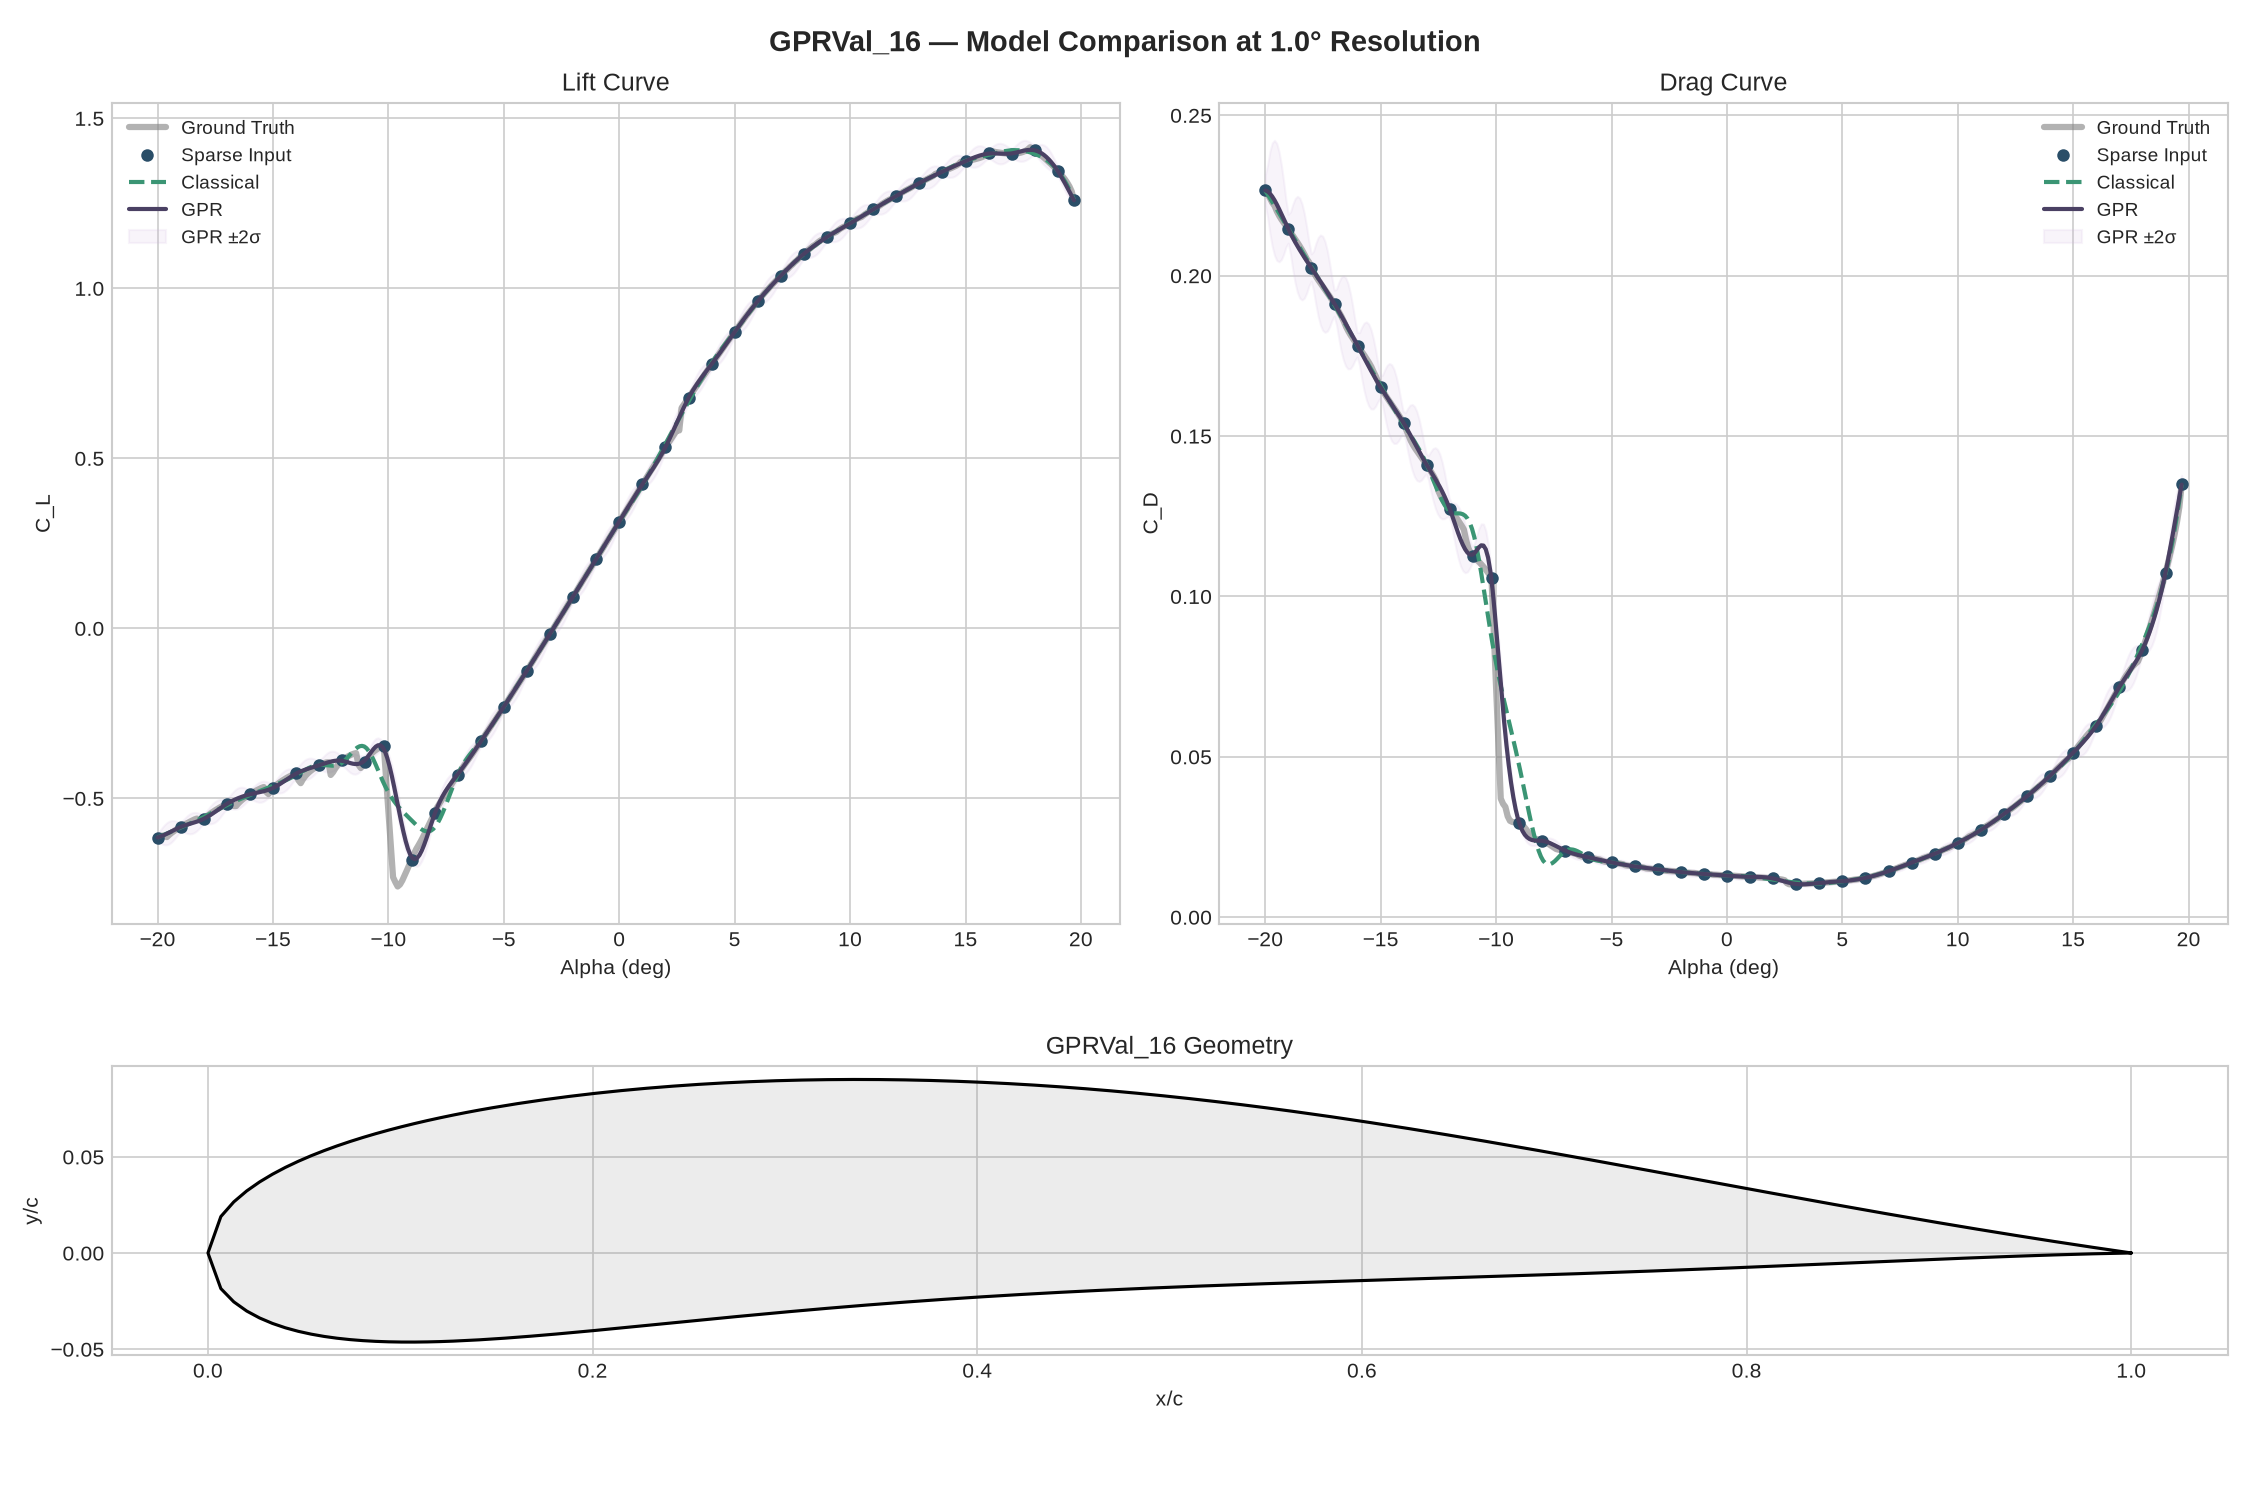 GPRVal_16 — Model Comparison at 1.0° Resolution
Lift Curve
Ground Truth
Sparse Input
Classical
GPR
GPR ±2σ
1.5
1.0
0.5
0.0
−0.5
C_L
−20 −15 −10 −5 0 5 10 15 20
Alpha (deg)
Drag Curve
Ground Truth
Sparse Input
Classical
GPR
GPR ±2σ
0.25
0.20
0.15
0.10
0.05
0.00
C_D
−20 −15 −10 −5 0 5 10 15 20
Alpha (deg)
GPRVal_16 Geometry
0.05
0.00
−0.05
y/c
0.0 0.2 0.4 0.6 0.8 1.0
x/c